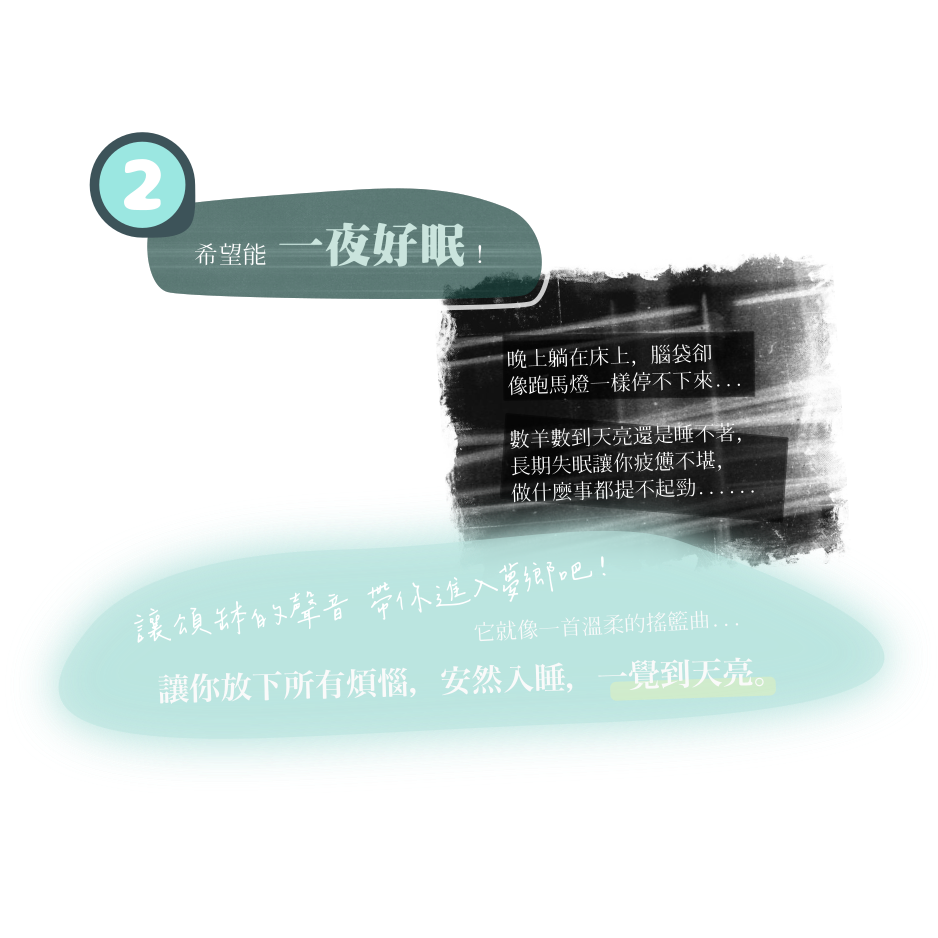 2
希望能 一夜好眠！
晚上躺在床上，腦袋卻
像跑馬燈一樣停不下來...
數羊數到天亮還是睡不著，
長期失眠讓你疲憊不堪，
做什麼事都提不起勁......
讓頌缽的聲音 帶你進入夢鄉吧！
它就像一首溫柔的搖籃曲...
讓你放下所有煩惱，安然入睡，一覺到天亮。